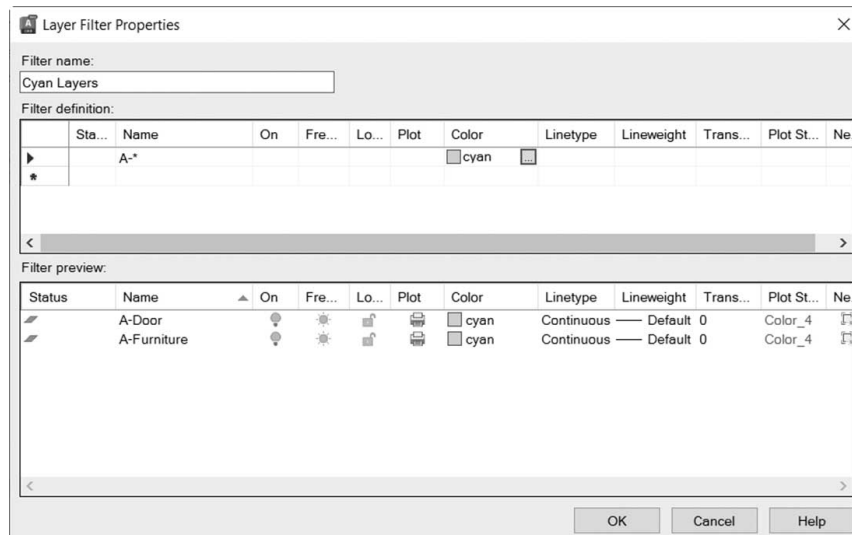 Layer Filter Properties
Filter name:
Cyan Layers
Filter definition:
Sta... Name On Fre... Lo... Plot Color Linetype Lineweight Trans... Plot St... Ne
A-* cyan ...
*
Filter preview:
Status Name On Fre... Lo... Plot Color Linetype Lineweight Trans... Plot St... Ne
A-Door cyan Continuous Default 0 Color_4
A-Furniture cyan Continuous Default 0 Color_4
OK Cancel Help